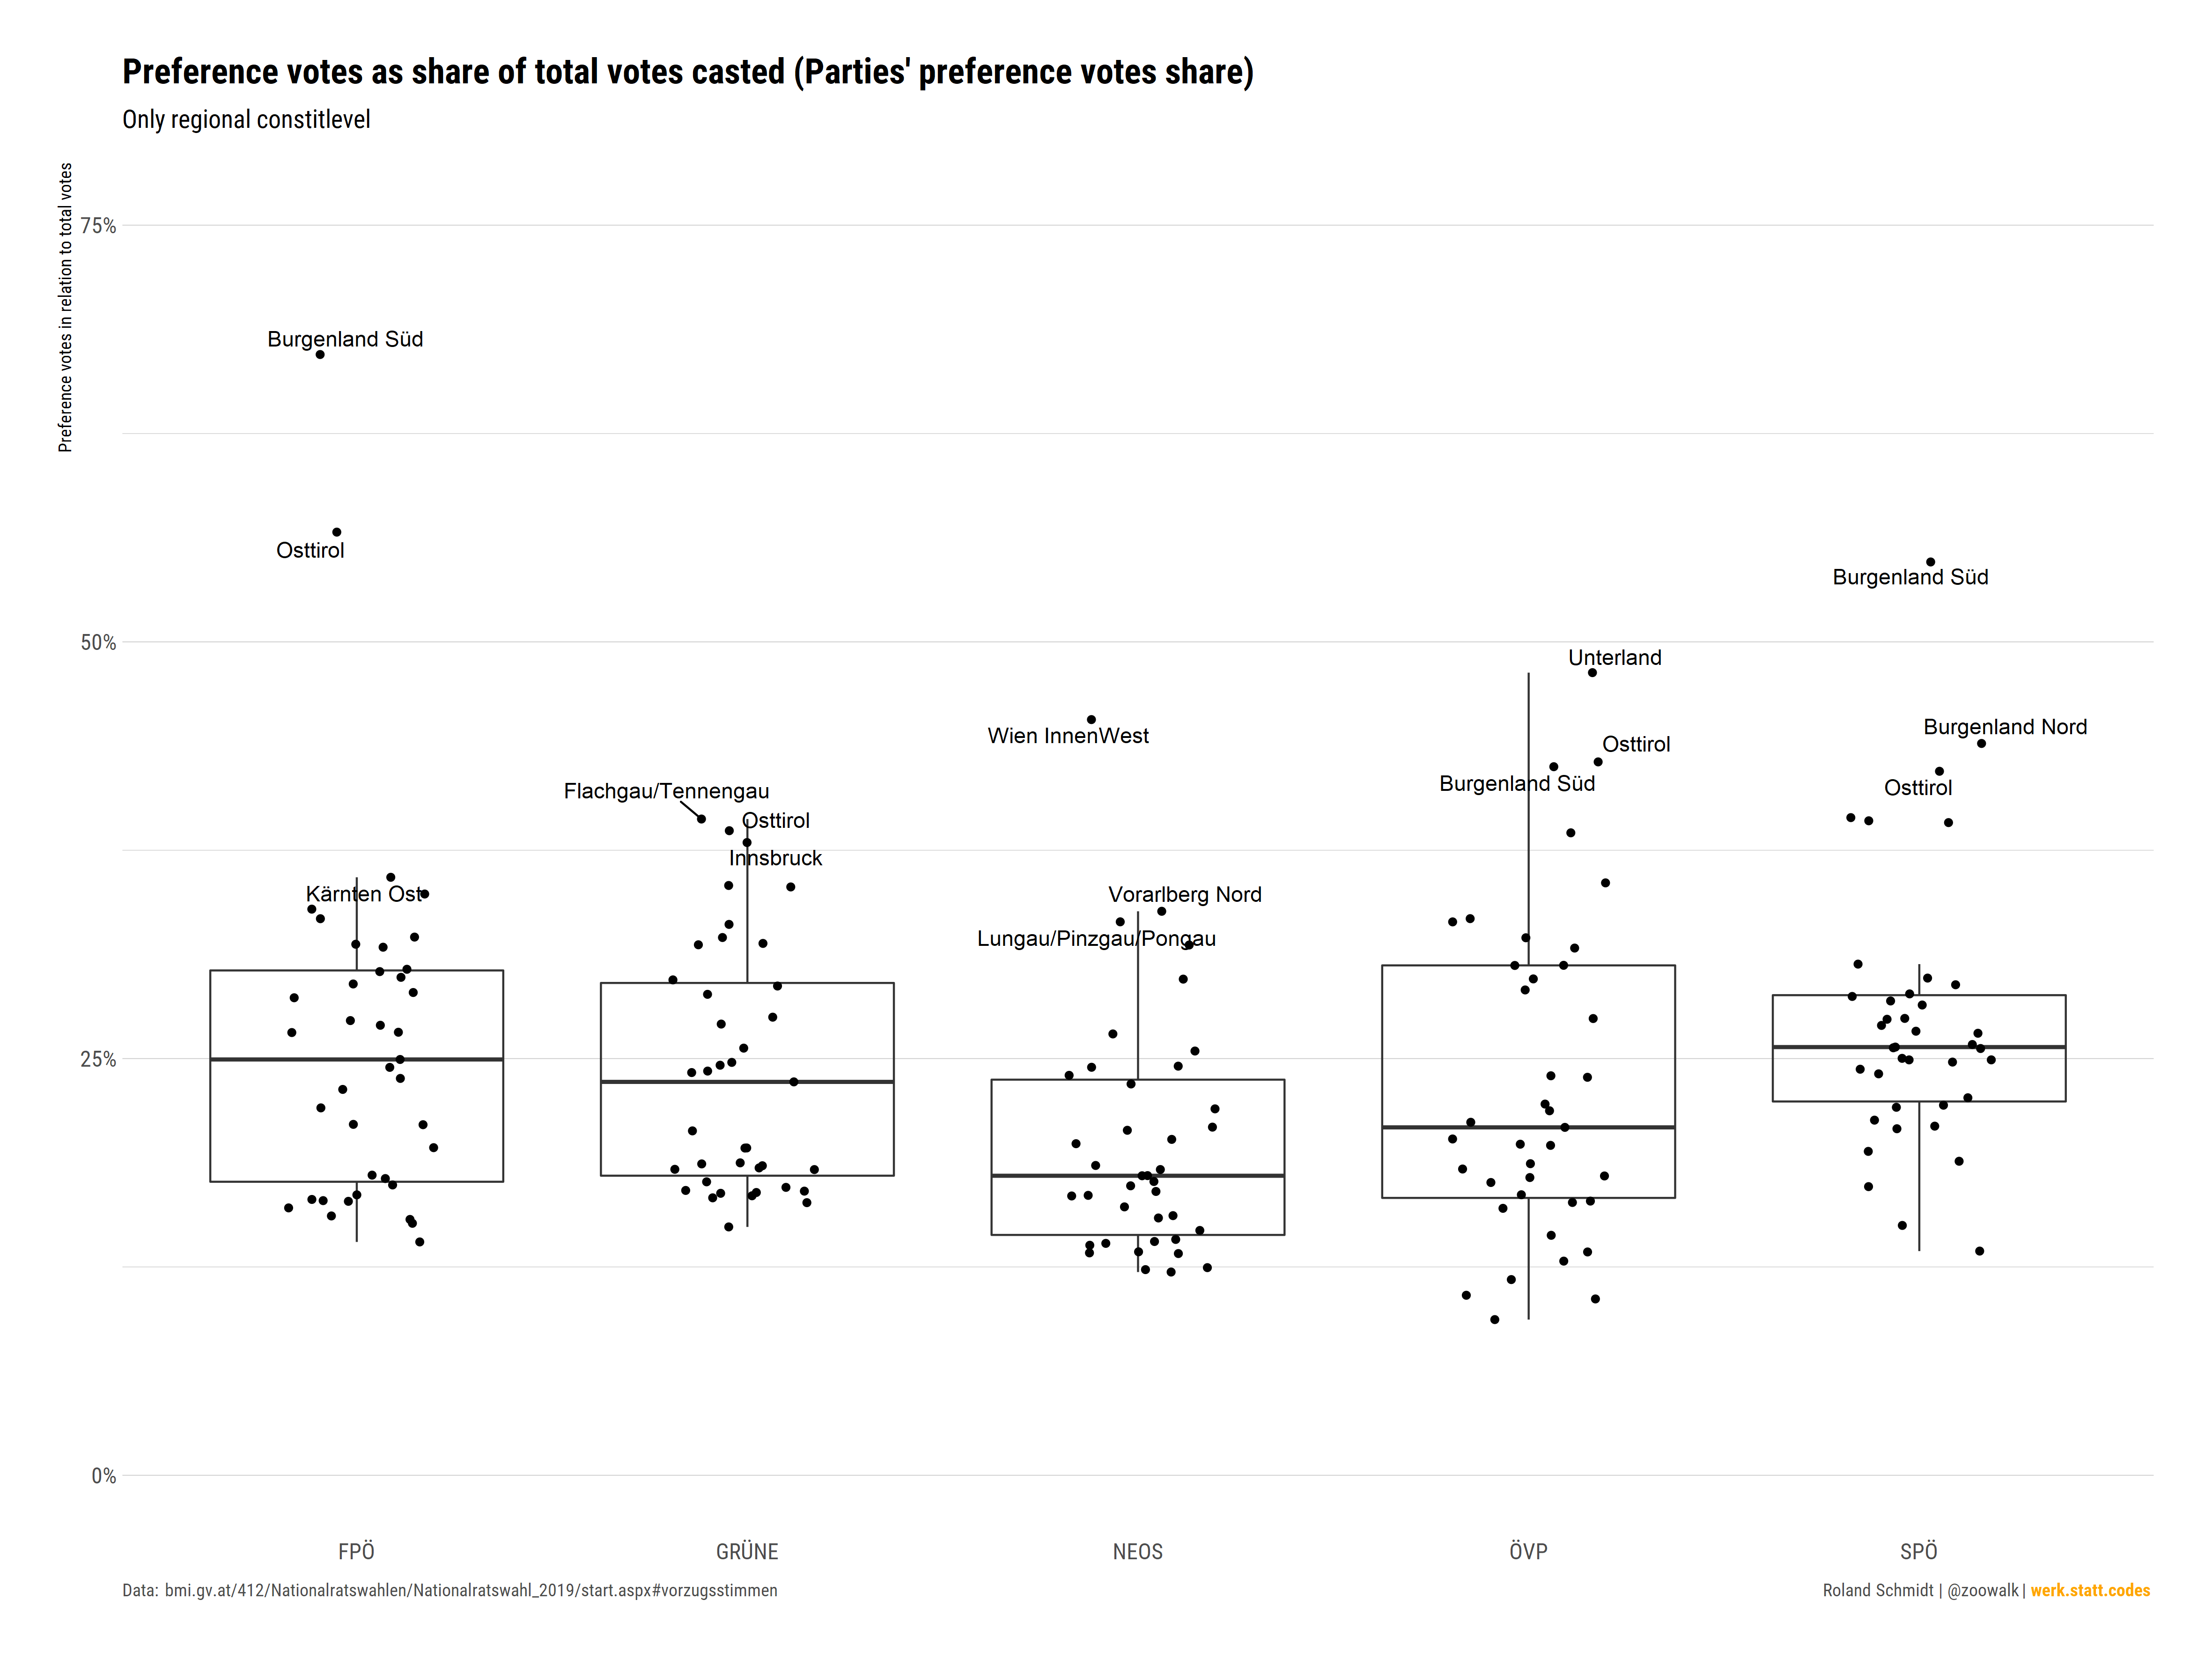 Preference votes as share of total votes casted (Parties' preference votes share)
Only regional constitlevel
Preference votes in relation to total votes
75%
Burgenland Süd
Osttirol
Burgenland Süd
50%
Unterland
Burgenland Nord
Wien InnenWest
Osttirol
Burgenland Süd
Osttirol
Flachgau/Tennengau
Osttirol
Innsbruck
Kärnten Ost
Vorarlberg Nord
Lungau/Pinzgau/Pongau
25%
0%
FPÖ
GRÜNE
NEOS
ÖVP
SPÖ
Data: bmi.gv.at/412/Nationalratswahlen/Nationalratswahl_2019/start.aspx#vorzugsstimmen
Roland Schmidt | @zoowalk | werk.statt.codes